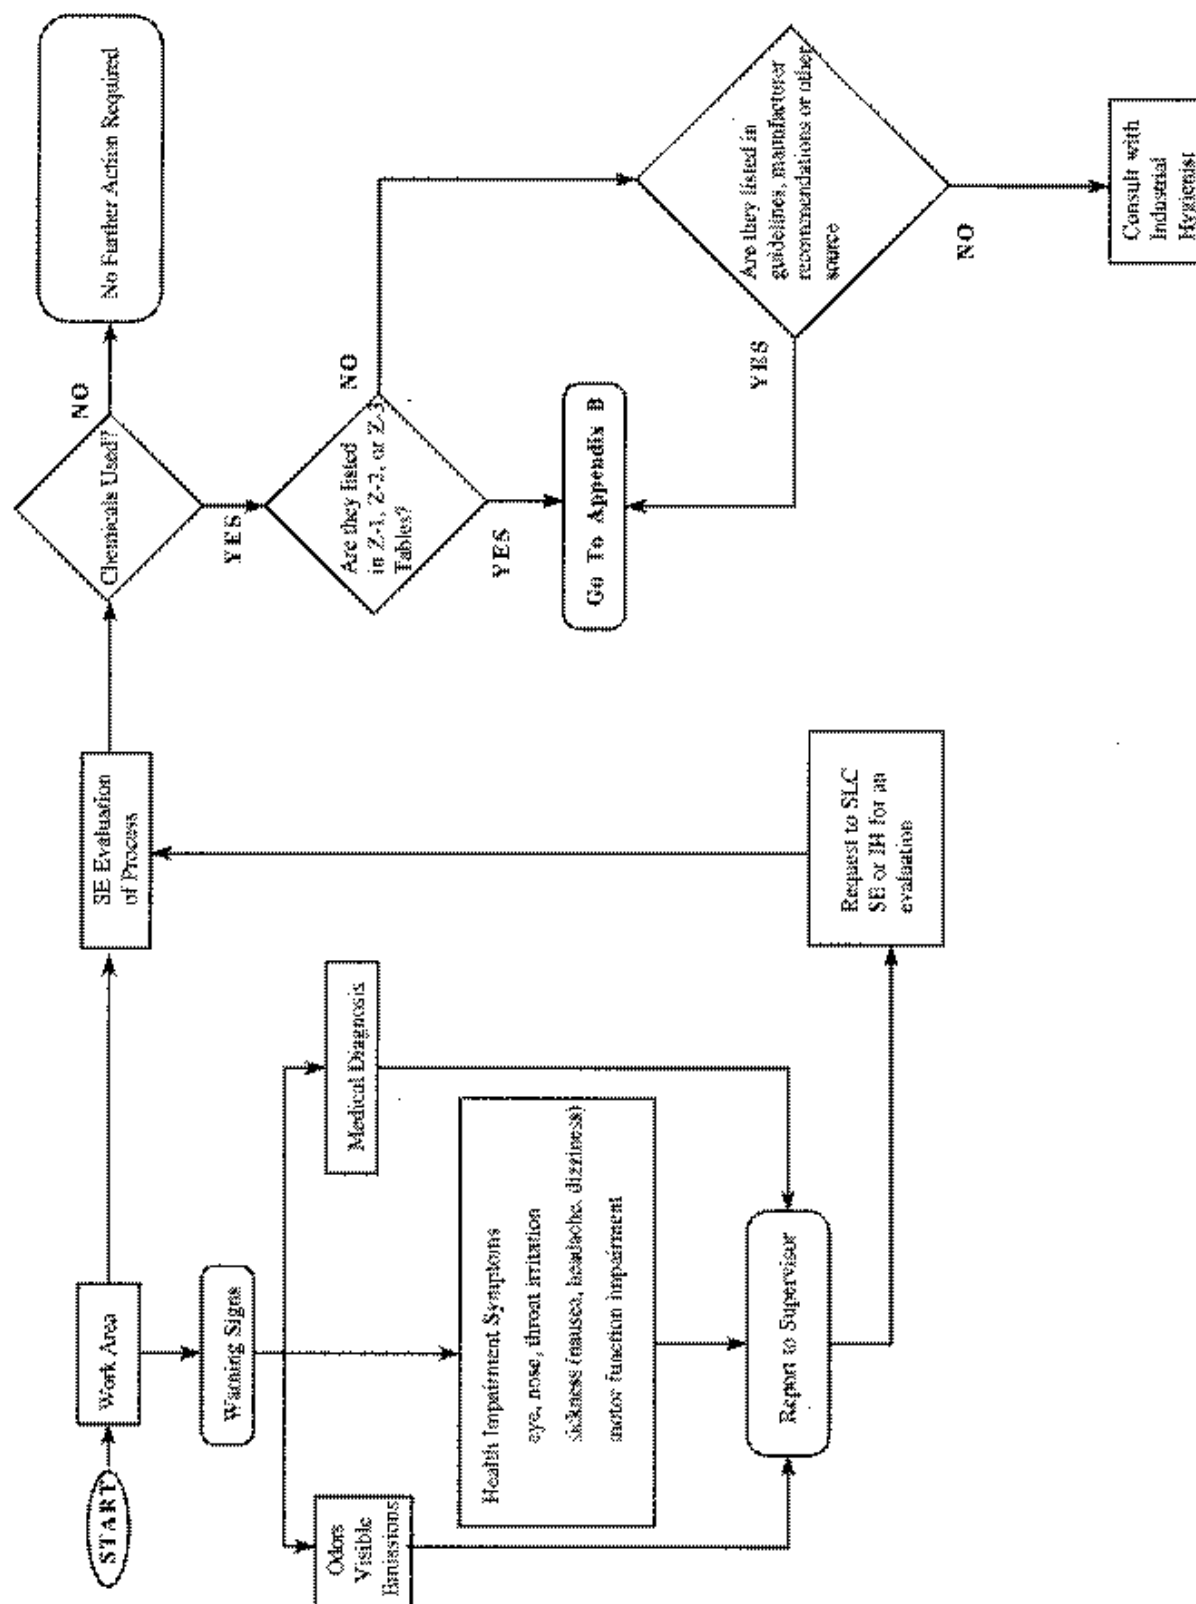 START
Work Area
SE Evaluation
of Process
Chemicals Used?
NO
No Further Action Required
Warning Signs
YES
Are they listed
in Z-1, Z-2, or Z-3
Tables?
NO
Odors
Visible
Emissions
Medical Diagnosis
Health Impairment Symptoms
eye, nose, throat irritation
sickness (nausea, headache, dizziness)
motor function impairment
YES
Go To Appendix B
Report to Supervisor
Request to SLC
SE or IH for an
evaluation
YES
Are they listed in
guidelines, manufacturer
recommendations or other
source
NO
Consult with
Industrial
Hygienist